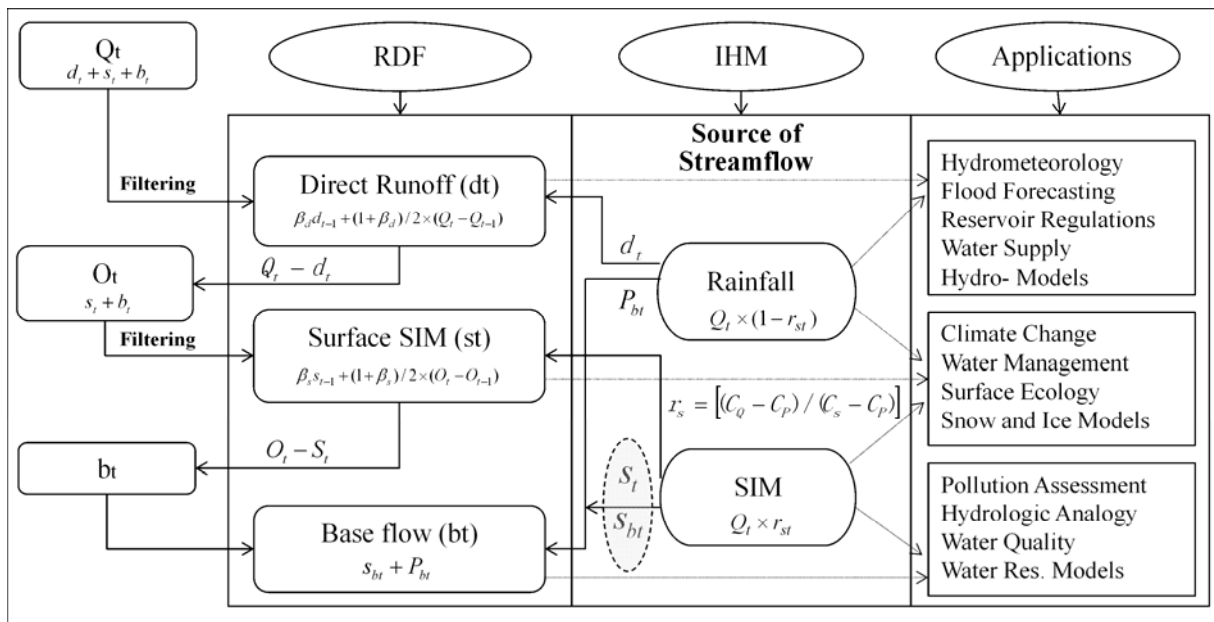 Qt
d_t + s_t + b_t
RDF
IHM
Applications
Source of
Streamflow
Filtering
Direct Runoff (dt)
β_d d_{t-1} + (1 + β_d) / 2 × (Q_t − Q_{t-1})
Hydrometeorology
Flood Forecasting
Reservoir Regulations
Water Supply
Hydro- Models
Q_t − d_t
d_t
P_bt
Rainfall
Q_t × (1 − r_st)
Ot
s_t + b_t
Filtering
Surface SIM (st)
β_s s_{t-1} + (1 + β_s) / 2 × (O_t − O_{t-1})
Climate Change
Water Management
Surface Ecology
Snow and Ice Models
r_s = [(C_Q − C_P) / (C_s − C_P)]
O_t − S_t
bt
S_t
s_bt
SIM
Q_t × r_st
Base flow (bt)
s_bt + P_bt
Pollution Assessment
Hydrologic Analogy
Water Quality
Water Res. Models